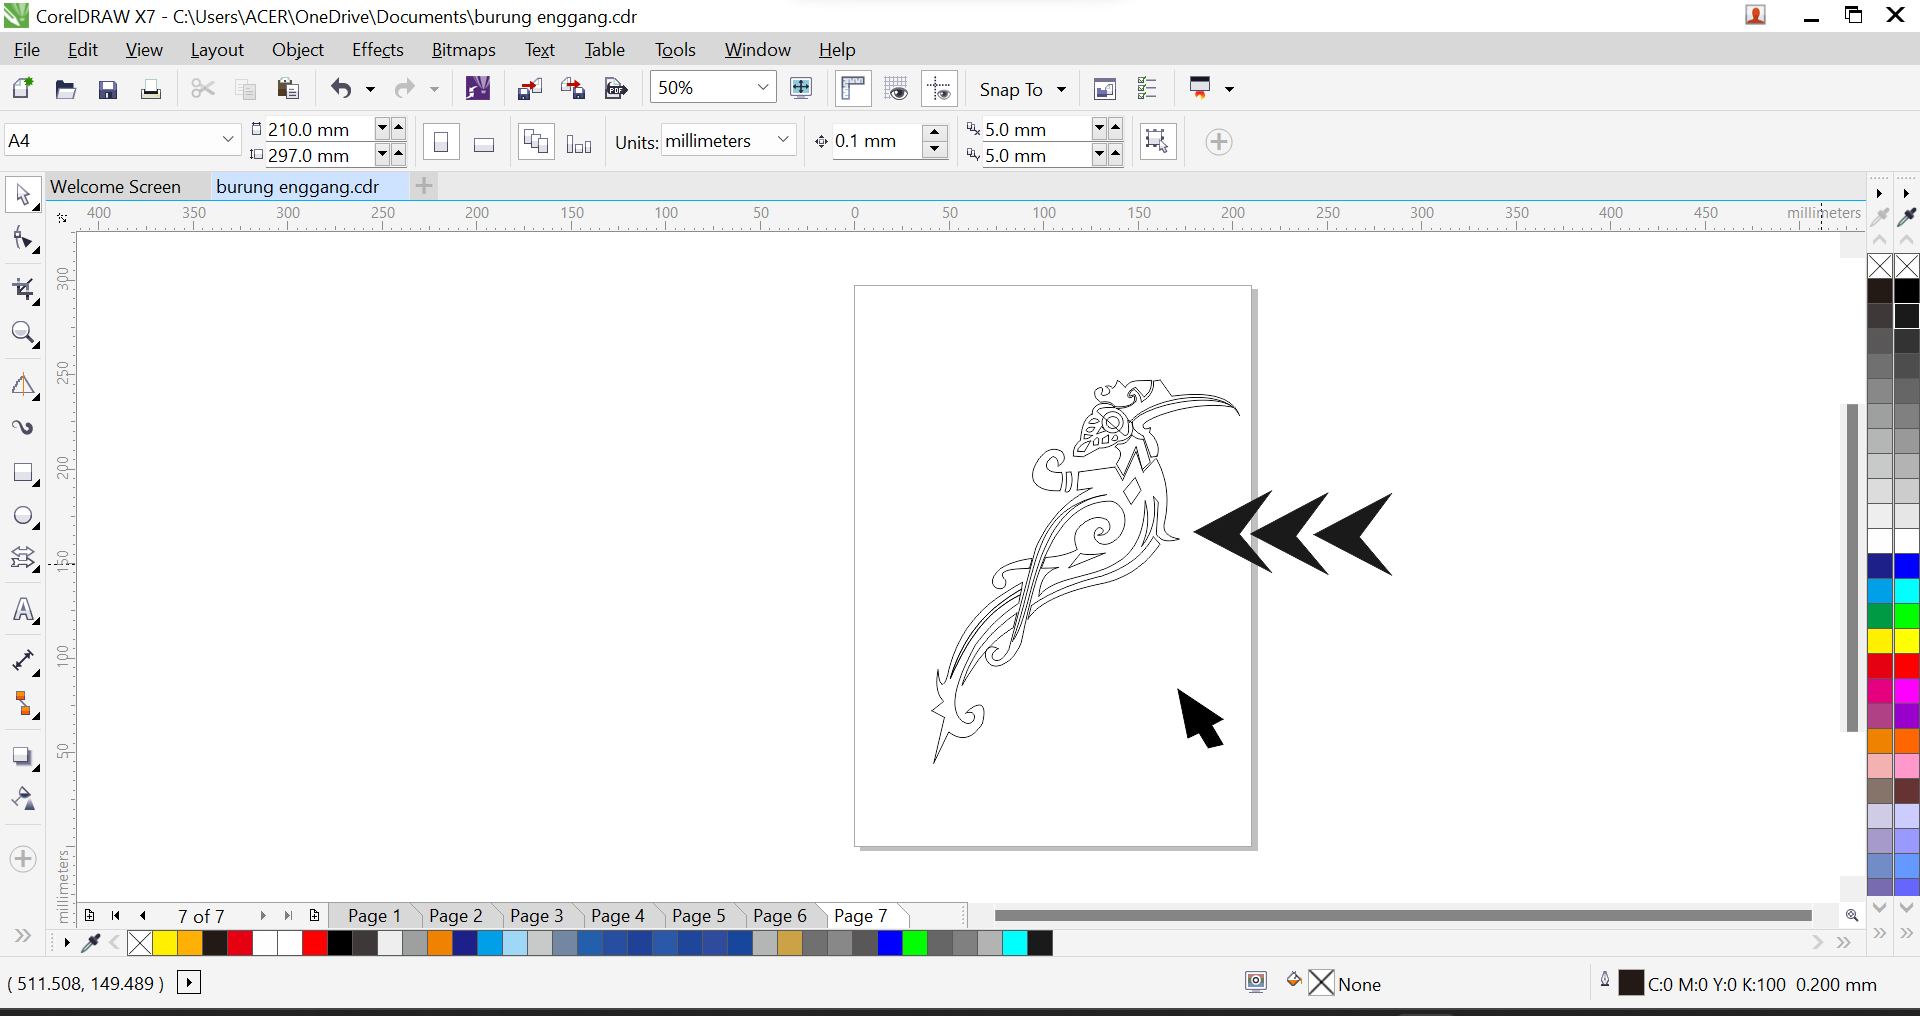 CorelDRAW X7 - C:\Users\ACER\OneDrive\Documents\burung enggang.cdr
File Edit View Layout Object Effects Bitmaps Text Table Tools Window Help
PDF 50% Snap To
A4 210.0 mm 297.0 mm Units: millimeters 0.1 mm 5.0 mm 5.0 mm
Welcome Screen burung enggang.cdr
400 350 300 250 200 150 100 50 0 50 100 150 200 250 300 350 400 450 millimeters
300
250
200
150
100
50
millimeters
7 of 7 Page 1 Page 2 Page 3 Page 4 Page 5 Page 6 Page 7
( 511.508, 149.489 ) None C:0 M:0 Y:0 K:100 0.200 mm